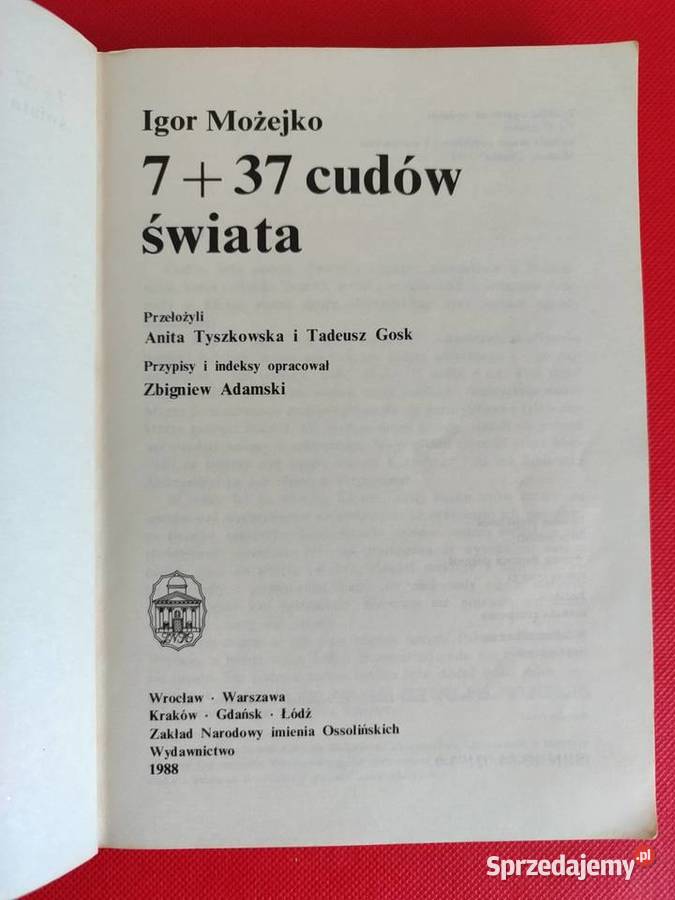 Igor Możejko
7 + 37 cudów
świata
Przełożyli
Anita Tyszkowska i Tadeusz Gosk
Przypisy i indeksy opracował
Zbigniew Adamski
Wrocław · Warszawa
Kraków · Gdańsk · Łódź
Zakład Narodowy imienia Ossolińskich
Wydawnictwo
1988
Sprzedajemy.pl